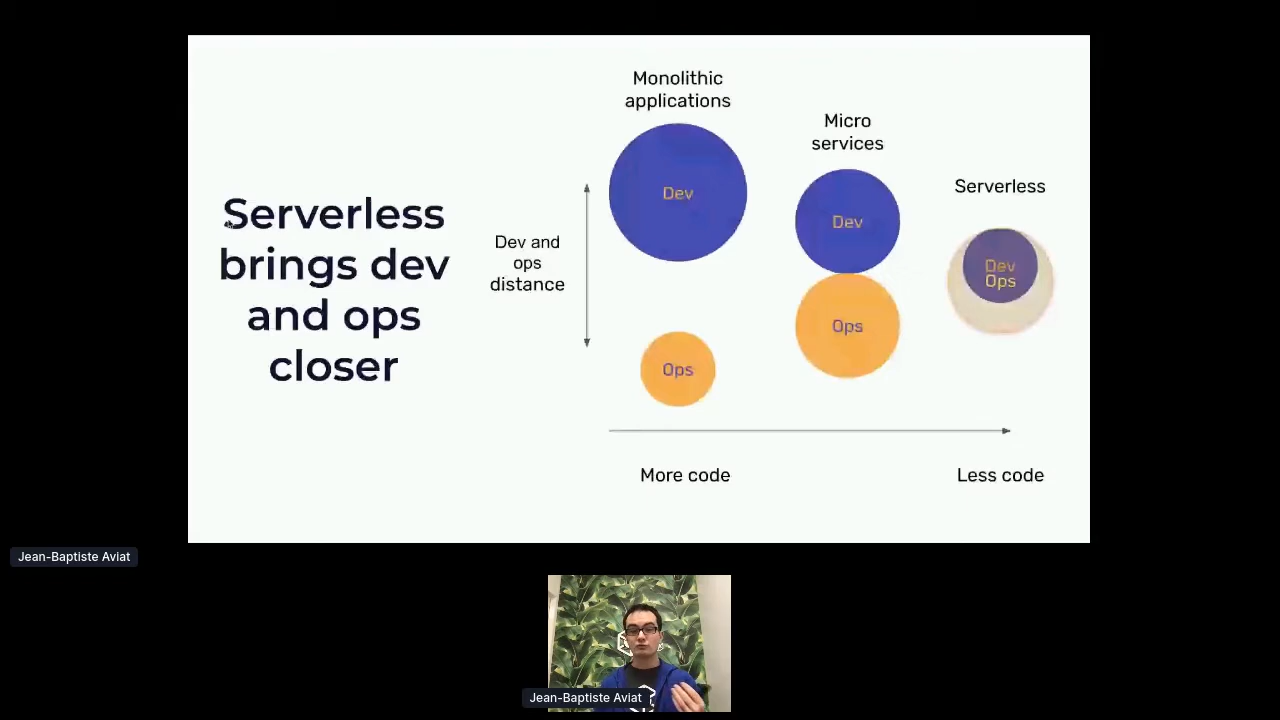 Serverless
brings dev
and ops
closer
Monolithic
applications
Micro
services
Serverless
Dev and
ops
distance
Dev
Ops
Dev
Ops
Dev
Ops
More code
Less code
Jean-Baptiste Aviat
Jean-Baptiste Aviat